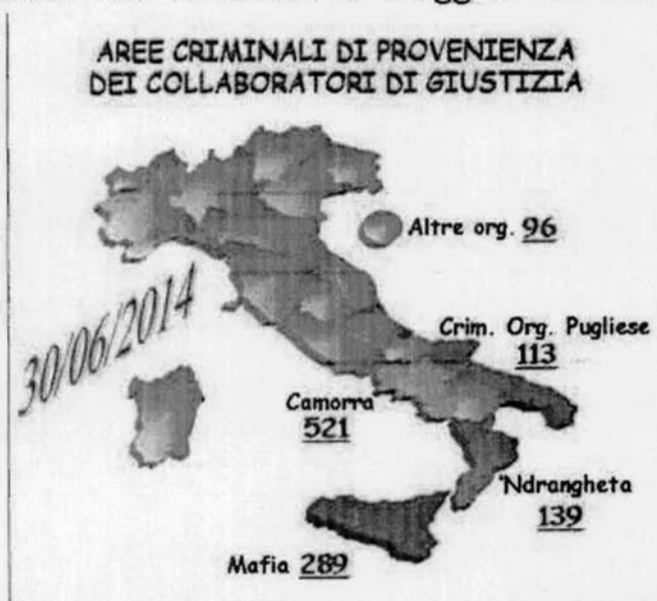 AREE CRIMINALI DI PROVENIENZA
DEI COLLABORATORI DI GIUSTIZIA
Altre org. 96
30/06/2014
Crim. Org. Pugliese
113
Camorra
521
'Ndrangheta
139
Mafia 289